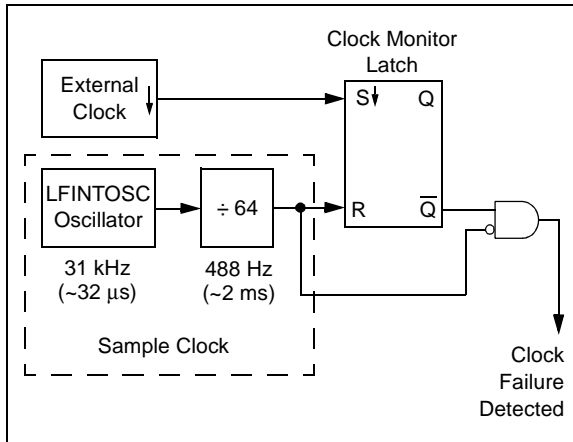 Clock Monitor
Latch
External
Clock
S
Q
LFINTOSC
Oscillator
÷ 64
R
Q̅
31 kHz
(~32 μs)
488 Hz
(~2 ms)
Sample Clock
Clock
Failure
Detected